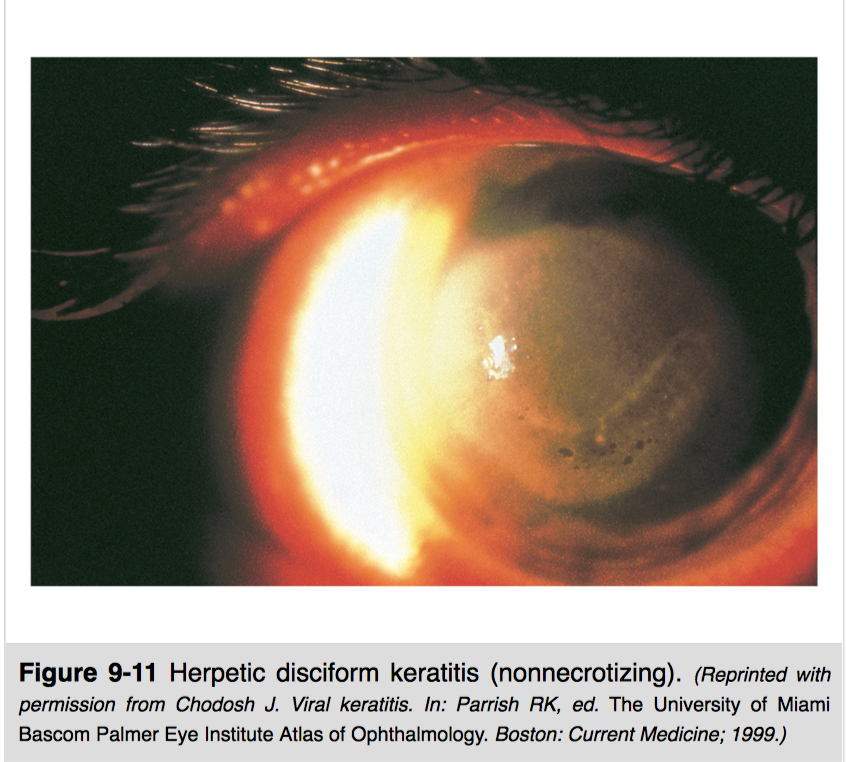 Figure 9-11 Herpetic disciform keratitis (nonnecrotizing). (Reprinted with
permission from Chodosh J. Viral keratitis. In: Parrish RK, ed. The University of Miami
Bascom Palmer Eye Institute Atlas of Ophthalmology. Boston: Current Medicine; 1999.)